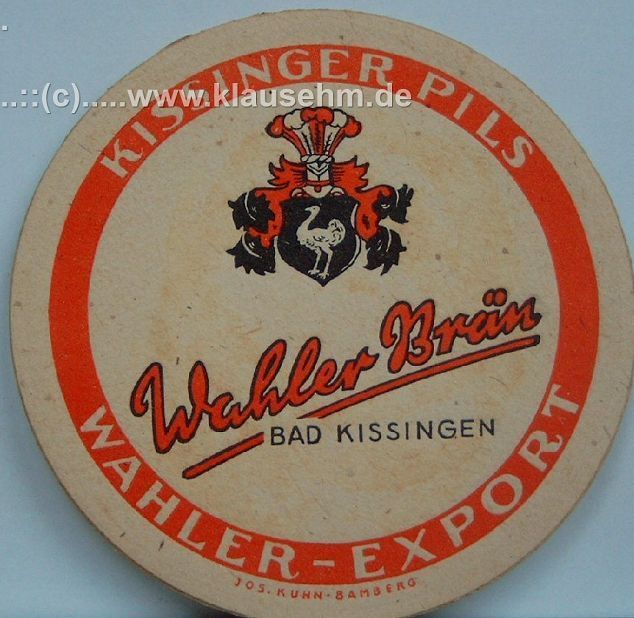 KISSINGER PILS
..::(c).....www.klausehm.de
Wahler Bräu
BAD KISSINGEN
WAHLER-EXPORT
JOS. KUHN-BAMBERG